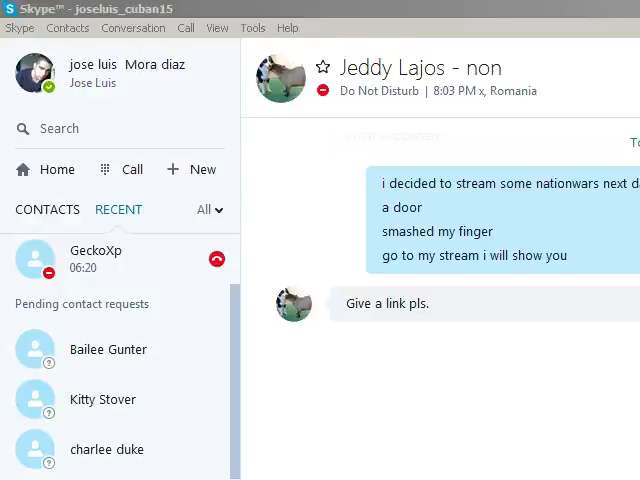 Skype™ - joseluis_cuban15
Skype Contacts Conversation Call View Tools Help
jose luis Mora diaz
Jose Luis
Search
Home Call New
CONTACTS RECENT All
GeckoXp
06:20
Pending contact requests
Bailee Gunter
Kitty Stover
charlee duke
Jeddy Lajos - non
Do Not Disturb | 8:03 PM x, Romania
i decided to stream some nationwars next d
a door
smashed my finger
go to my stream i will show you
Give a link pls.